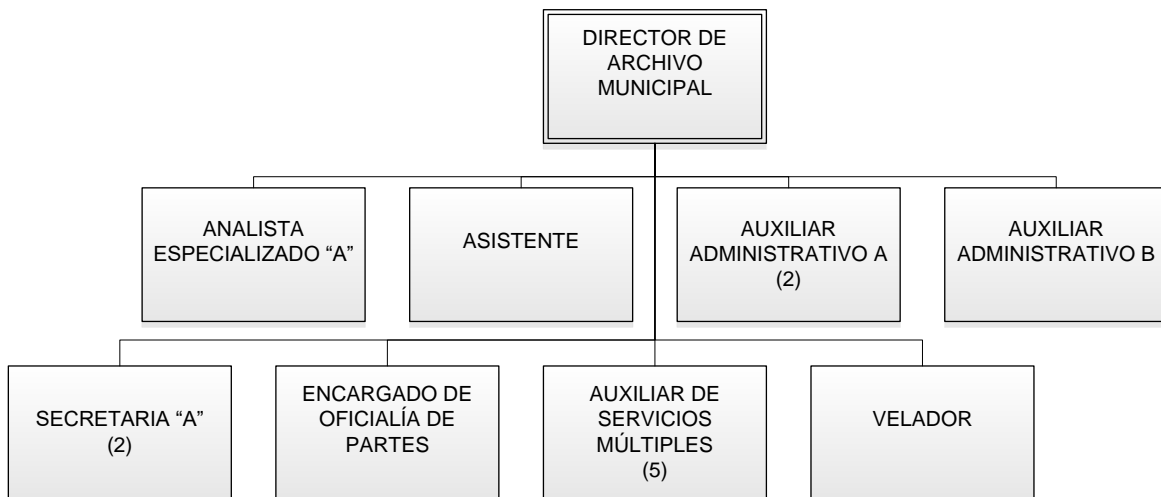 DIRECTOR DE
ARCHIVO
MUNICIPAL
ANALISTA
ESPECIALIZADO “A”
ASISTENTE
AUXILIAR
ADMINISTRATIVO A
(2)
AUXILIAR
ADMINISTRATIVO B
SECRETARIA “A”
(2)
ENCARGADO DE
OFICIALÍA DE
PARTES
AUXILIAR DE
SERVICIOS
MÚLTIPLES
(5)
VELADOR